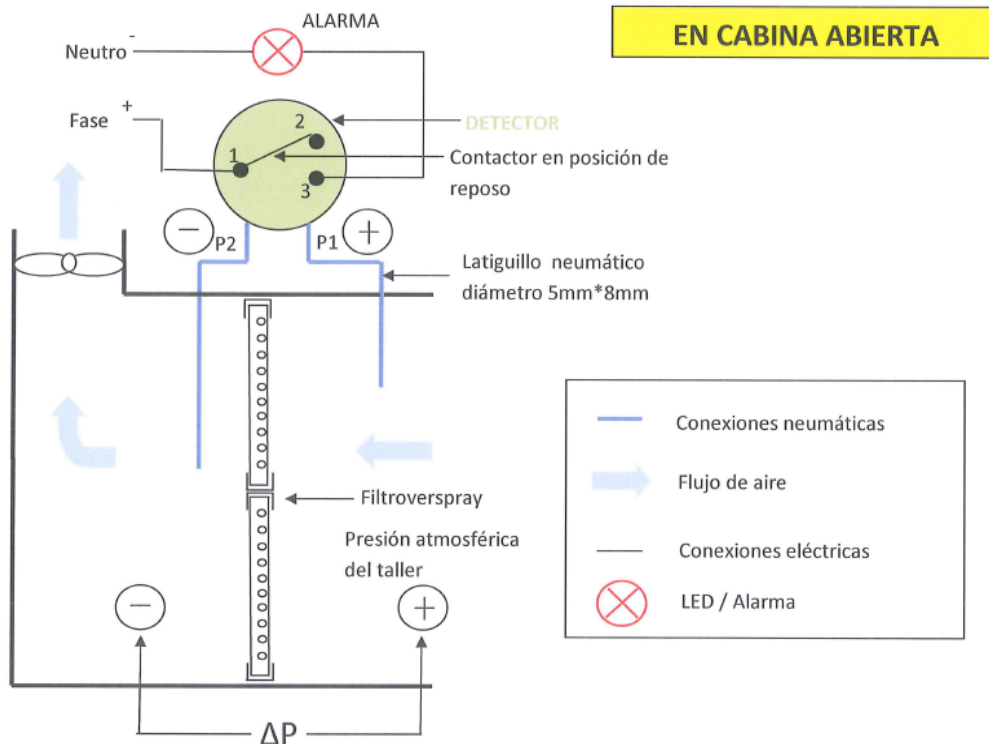 ALARMA
EN CABINA ABIERTA
Neutro -
Fase +
2
DETECTOR
1
Contactor en posición de
reposo
3
− P2 P1 +
Latiguillo neumático
diámetro 5mm*8mm
Conexiones neumáticas
Flujo de aire
Filtroverspray
Presión atmosférica
del taller
Conexiones eléctricas
LED / Alarma
− +
ΔP